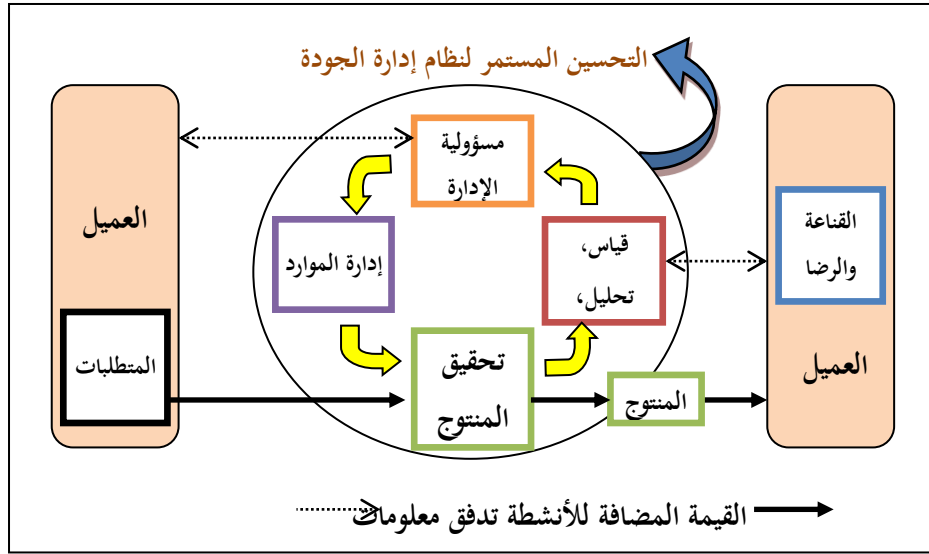 التحسين المستمر لنظام إدارة الجودة
مسؤولية
الإدارة
العميل
القناعة
والرضا
قياس،
تحليل،
إدارة الموارد
المتطلبات
تحقيق
المنتوج
المنتوج
العميل
القيمة المضافة للأنشطة تدفق معلومات